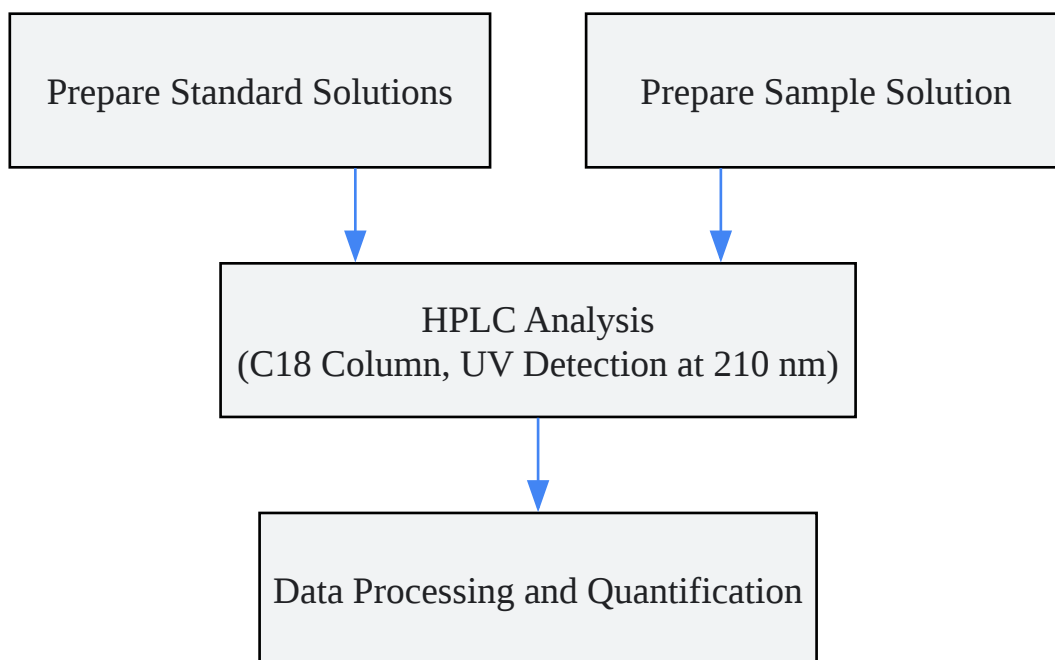 Prepare Standard Solutions
Prepare Sample Solution
HPLC Analysis
(C18 Column, UV Detection at 210 nm)
Data Processing and Quantification